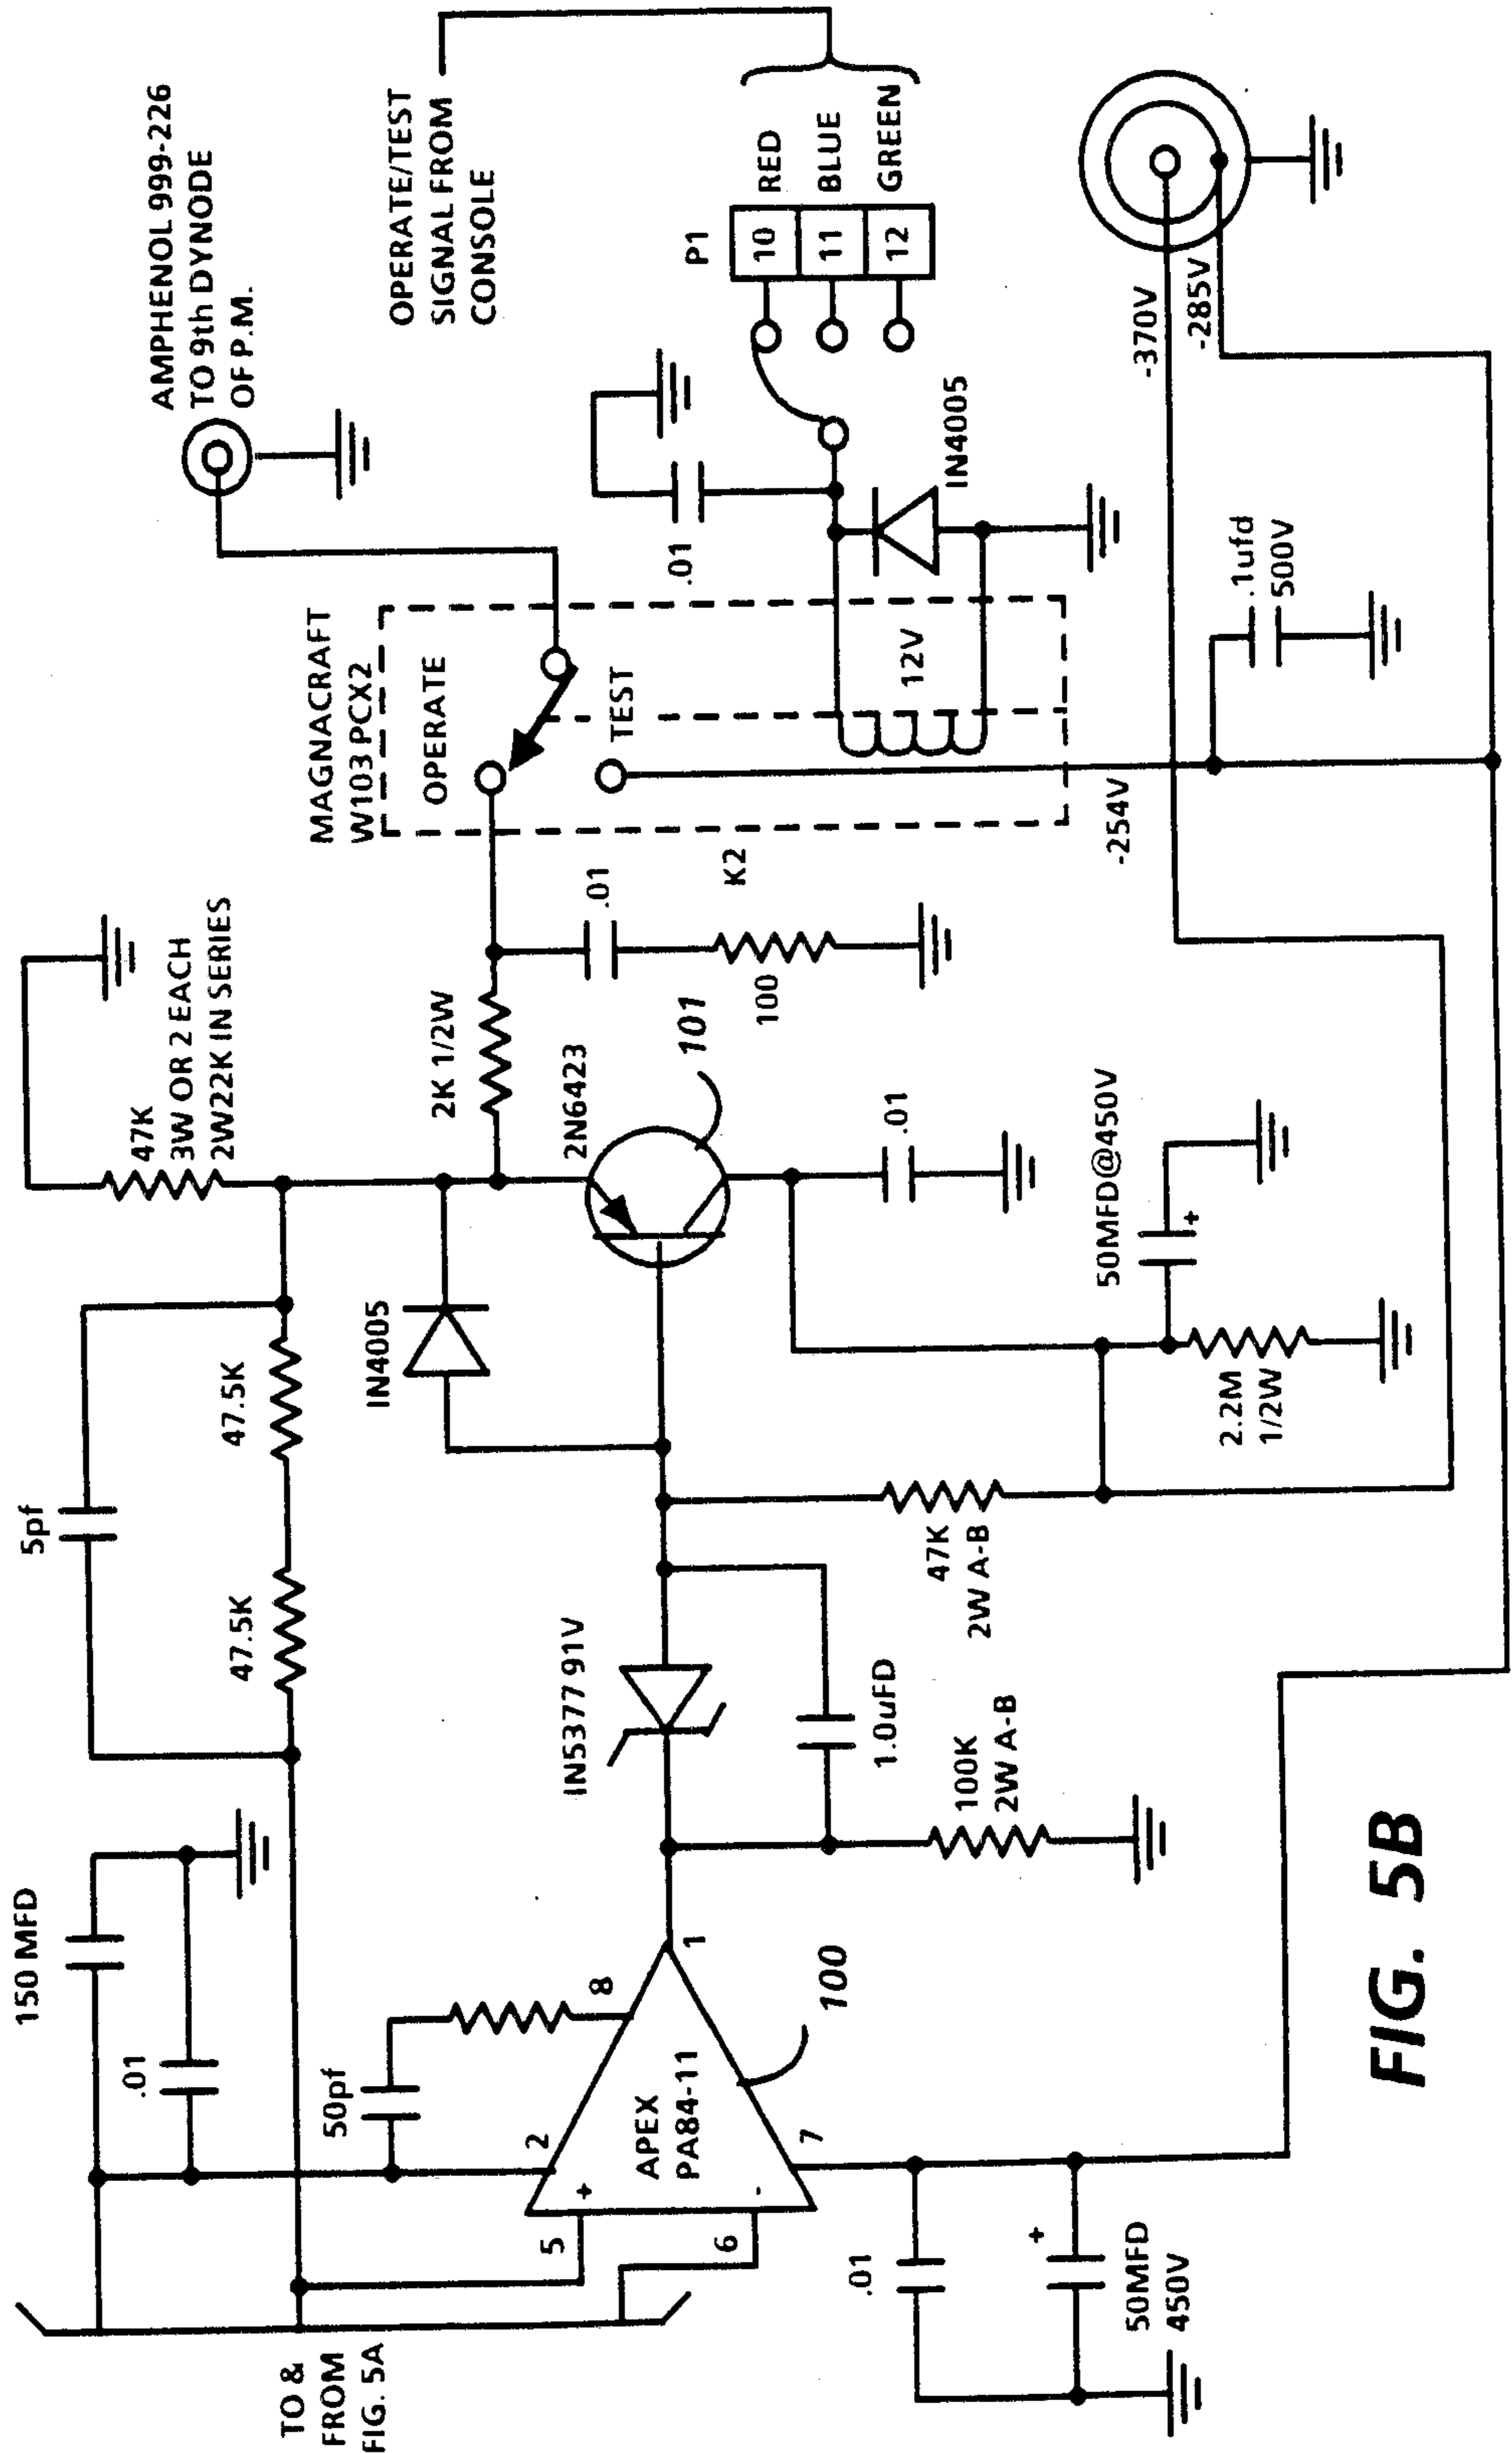 150 MFD
.01
TO &
FROM
FIG. 5A
50pf
5
6
+
-
2
8
7
1
APEX
PA84-11
100
.01
+
50MFD
450V
5pf
47.5K
47.5K
IN5377 91V
1.0uFD
100K
2W A-B
IN4005
47K
2W A-B
47K
3W OR 2 EACH
2W22K IN SERIES
2K 1/2W
2N6423
101
.01
50MFD@450V
+
2.2M
1/2W
.01
K2
100
MAGNACRAFT
W103PCX2
OPERATE
TEST
12V
-254V
.1ufd
500V
AMPHENOL 999-226
TO 9th DYNODE
OF P.M.
OPERATE/TEST
SIGNAL FROM
CONSOLE
.01
IN4005
P1
10 RED
11 BLUE
12 GREEN
-370V
-285V
FIG. 5B